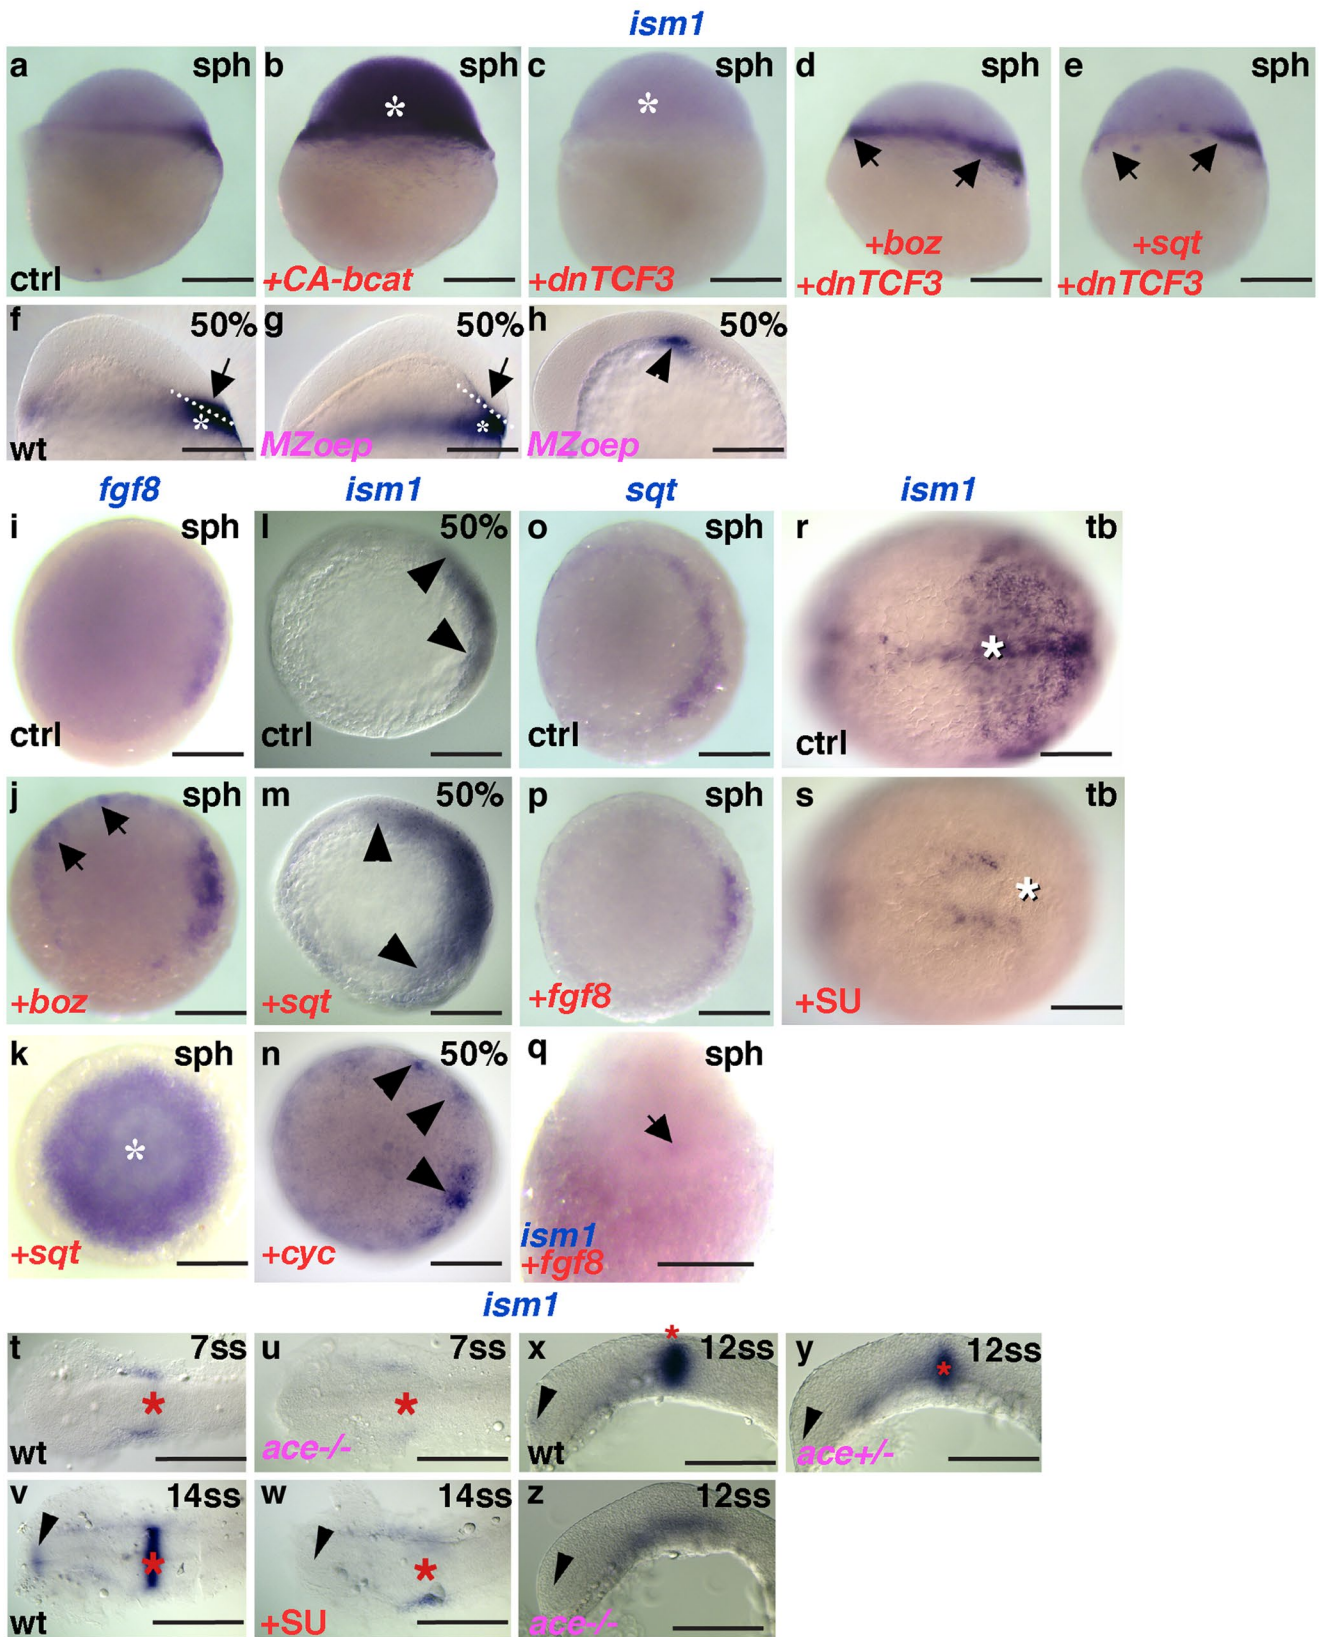 ism1
a sph b sph c sph d sph e sph
* *
+boz +sqt
ctrl +CA-bcat +dnTCF3 +dnTCF3 +dnTCF3
f 50% g 50% h 50%
* *
wt MZoep MZoep
fgf8 ism1 sqt ism1
i sph l 50% o sph r tb
*
ctrl ctrl ctrl ctrl
j sph m 50% p sph s tb
*
+boz +sqt +fgf8 +SU
k sph n 50% q sph
*
ism1
+sqt +cyc +fgf8
ism1
t 7ss u 7ss x * 12ss y 12ss
* * *
wt ace-/- wt ace+/-
v 14ss w 14ss z 12ss
* *
wt +SU ace-/-